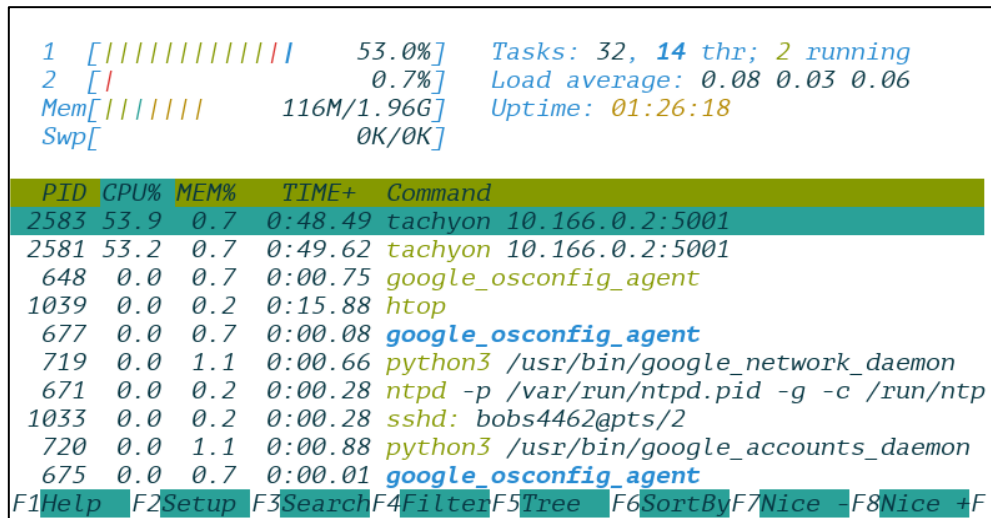 1 [||||||||||||| 53.0%] Tasks: 32, 14 thr; 2 running
2 [| 0.7%] Load average: 0.08 0.03 0.06
Mem[||||||| 116M/1.96G] Uptime: 01:26:18
Swp[ 0K/0K]
PID CPU% MEM% TIME+ Command
2583 53.9 0.7 0:48.49 tachyon 10.166.0.2:5001
2581 53.2 0.7 0:49.62 tachyon 10.166.0.2:5001
648 0.0 0.7 0:00.75 google_osconfig_agent
1039 0.0 0.2 0:15.88 htop
677 0.0 0.7 0:00.08 google_osconfig_agent
719 0.0 1.1 0:00.66 python3 /usr/bin/google_network_daemon
671 0.0 0.2 0:00.28 ntpd -p /var/run/ntpd.pid -g -c /run/ntp
1033 0.0 0.2 0:00.28 sshd: bobs4462@pts/2
720 0.0 1.1 0:00.88 python3 /usr/bin/google_accounts_daemon
675 0.0 0.7 0:00.01 google_osconfig_agent
F1Help F2Setup F3SearchF4FilterF5Tree F6SortByF7Nice -F8Nice +F